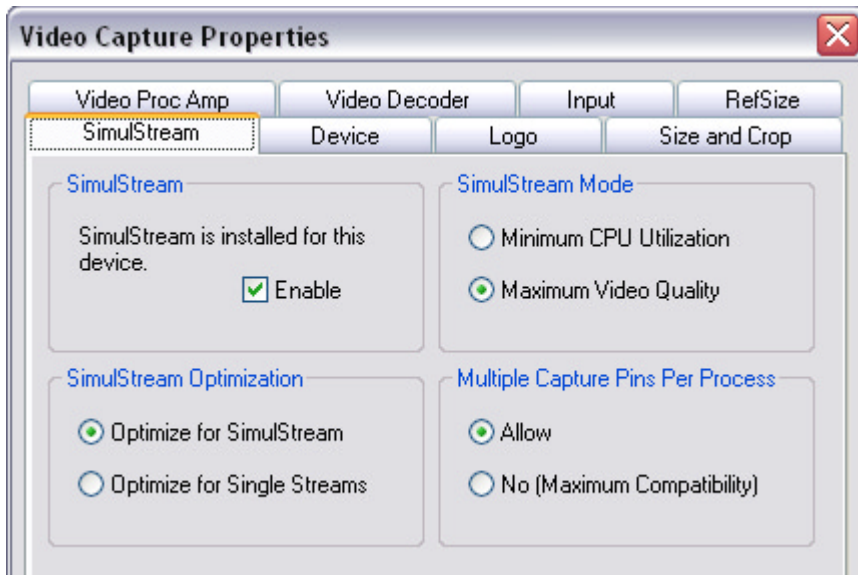 Video Capture Properties
Video Proc Amp
Video Decoder
Input
RefSize
SimulStream
Device
Logo
Size and Crop
SimulStream
SimulStream is installed for this
device.
Enable
SimulStream Mode
Minimum CPU Utilization
Maximum Video Quality
SimulStream Optimization
Optimize for SimulStream
Optimize for Single Streams
Multiple Capture Pins Per Process
Allow
No (Maximum Compatibility)